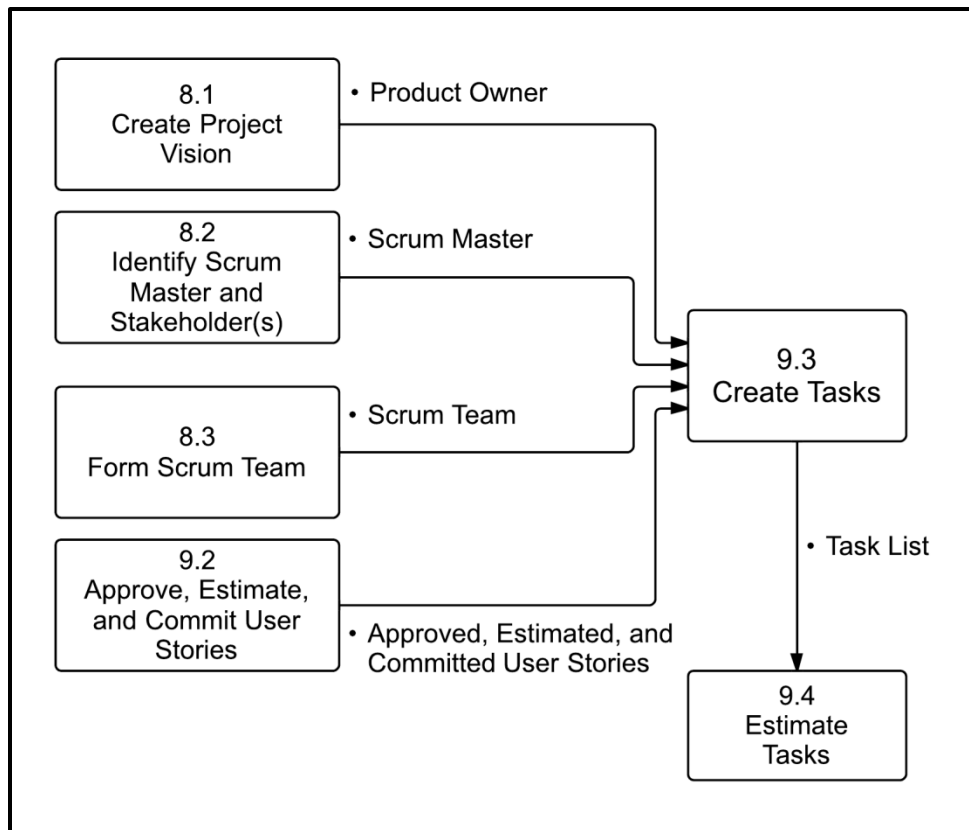 8.1
Create Project
Vision
• Product Owner
8.2
Identify Scrum
Master and
Stakeholder(s)
• Scrum Master
8.3
Form Scrum Team
• Scrum Team
9.2
Approve, Estimate,
and Commit User
Stories
• Approved, Estimated, and
Committed User Stories
9.3
Create Tasks
• Task List
9.4
Estimate
Tasks